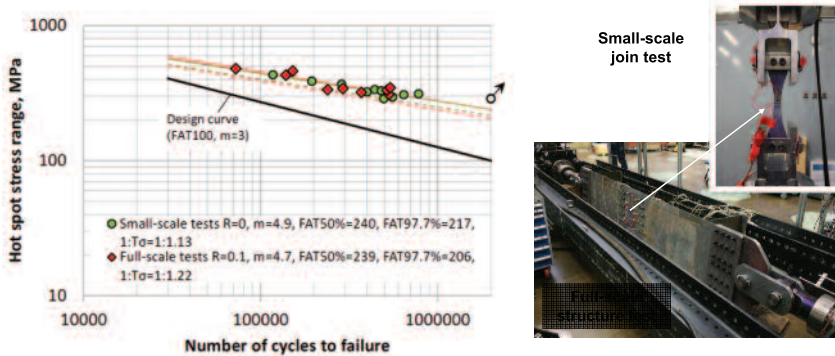 1000
100
10
Hot spot stress range, MPa
Design curve
(FAT100, m=3)
Small-scale tests R=0, m=4.9, FAT50%=240, FAT97.7%=217,
1:Tσ=1:1.13
Full-scale tests R=0.1, m=4.7, FAT50%=239, FAT97.7%=206,
1:Tσ=1:1.22
10000
100000
1000000
Number of cycles to failure
Small-scale
join test
structure